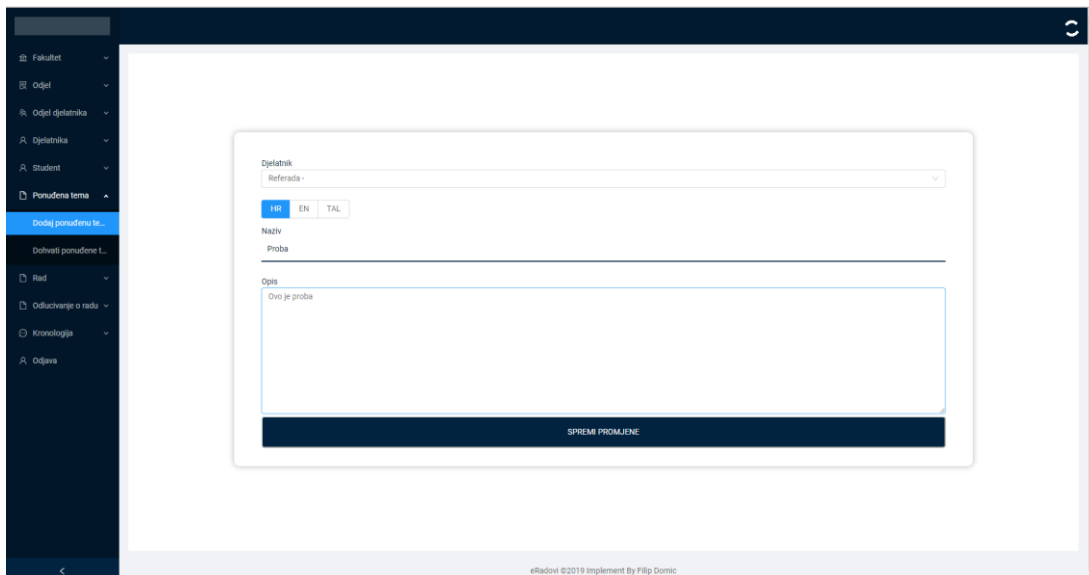 Fakultet
Odjel
Odjel djelatnika
Djelatnika
Student
Ponuđena tema
Dodaj ponuđenu te...
Dohvati ponuđene t...
Rad
Odlucivanje o radu
Kronologija
Odjava
Djelatnik
Referada -
HR EN TAL
Naziv
Proba
Opis
Ovo je proba
SPREMI PROMJENE
eRadovi ©2019 Implement By Filip Domic